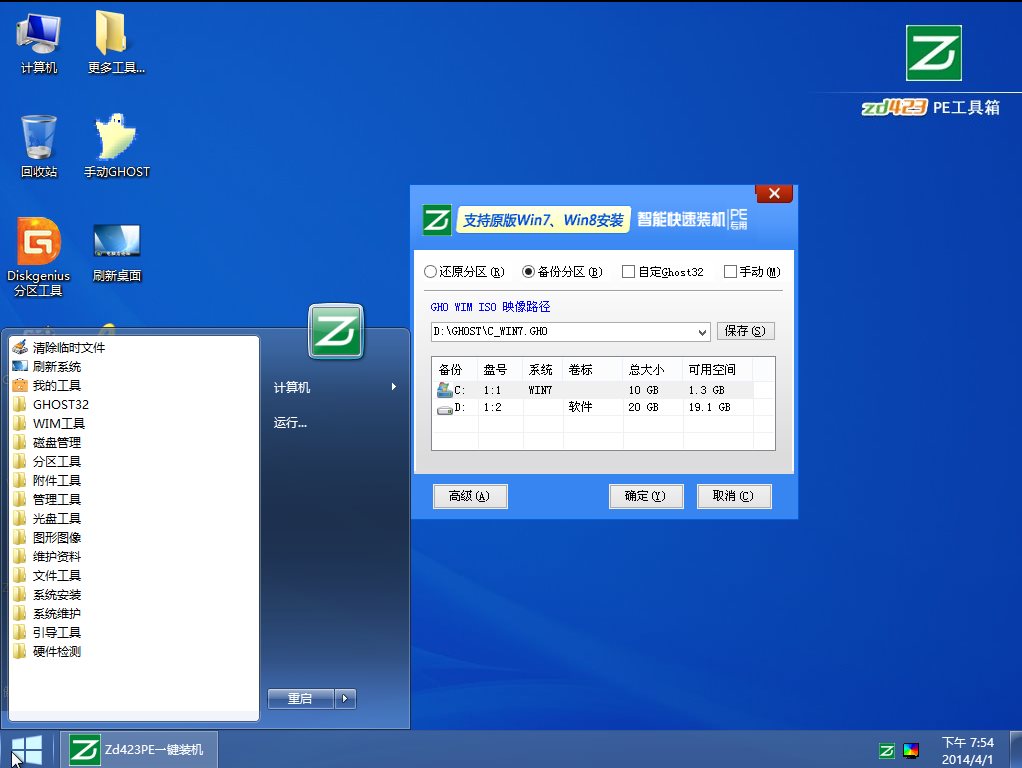 计算机
更多工具...
回收站
手动GHOST
Diskgenius
分区工具
刷新桌面
zd423 PE工具箱
支持原版Win7、Win8安装
智能快速装机
PE
专用
还原分区 (R)
备份分区 (B)
自定Ghost32
手动 (M)
GHO WIM ISO 映像路径
D:\GHOST\C_WIN7.GHO
保存 (S)
备份 盘号 系统 卷标 总大小 可用空间
C: 1:1 WIN7 10 GB 1.3 GB
D: 1:2 软件 20 GB 19.1 GB
高级 (A)
确定 (Y)
取消 (C)
清除临时文件
刷新系统
我的工具
GHOST32
WIM工具
磁盘管理
分区工具
附件工具
管理工具
光盘工具
图形图像
维护资料
文件工具
系统安装
系统维护
引导工具
硬件检测
计算机
运行...
重启
Zd423PE一键装机
下午 7:54
2014/4/1